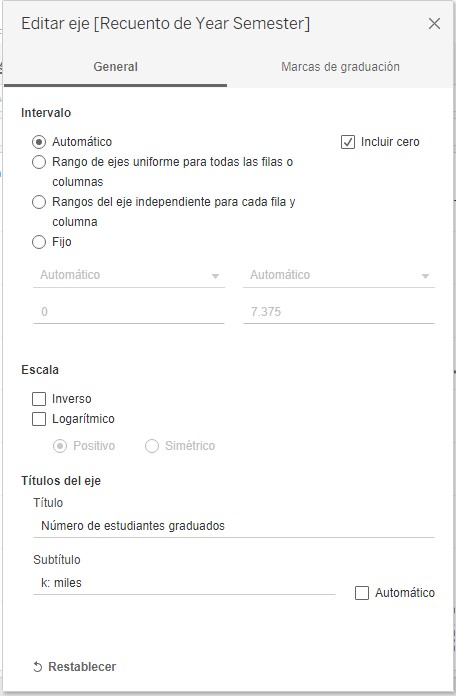 Editar eje [Recuento de Year Semester]
General
Marcas de graduación
Intervalo
Automático
Incluir cero
Rango de ejes uniforme para todas las filas o
columnas
Rangos del eje independiente para cada fila y
columna
Fijo
Automático
Automático
0
7.375
Escala
Inverso
Logarítmico
Positivo
Simétrico
Títulos del eje
Título
Número de estudiantes graduados
Subtítulo
k: miles
Automático
Restablecer